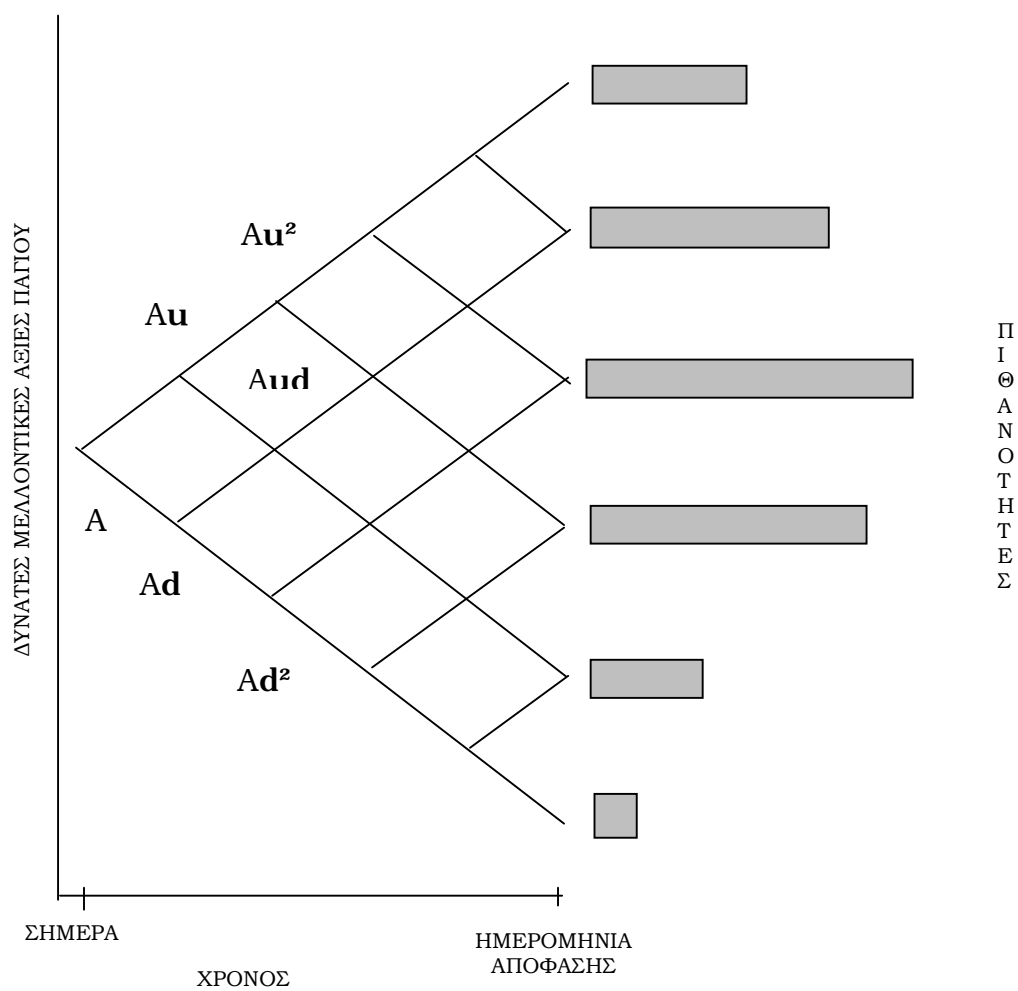 ΔΥΝΑΤΕΣ ΜΕΛΛΟΝΤΙΚΕΣ ΑΞΙΕΣ ΠΑΓΙΟΥ
Au²
Au
Aud
A
Ad
Ad²
ΠΙΘΑΝΟΤΗΤΕΣ
ΣΗΜΕΡΑ
ΗΜΕΡΟΜΗΝΙΑ
ΑΠΟΦΑΣΗΣ
ΧΡΟΝΟΣ